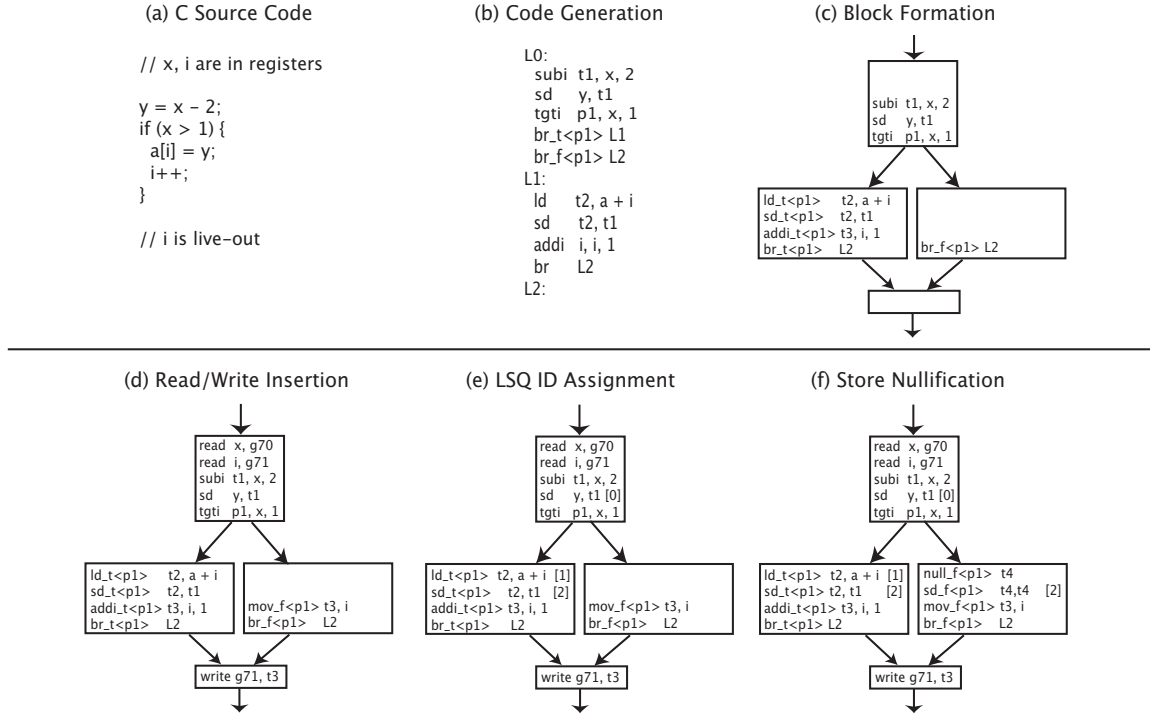 (a) C Source Code
// x, i are in registers
y = x – 2;
if (x > 1) {
a[i] = y;
i++;
}
// i is live–out
(b) Code Generation
L0:
subi t1, x, 2
sd y, t1
tgti p1, x, 1
br_t<p1> L1
br_f<p1> L2
L1:
ld t2, a + i
sd t2, t1
addi i, i, 1
br L2
L2:
(c) Block Formation
subi t1, x, 2
sd y, t1
tgti p1, x, 1
ld_t<p1> t2, a + i
sd_t<p1> t2, t1
addi_t<p1> t3, i, 1
br_t<p1> L2
br_f<p1> L2
(d) Read/Write Insertion
read x, g70
read i, g71
subi t1, x, 2
sd y, t1
tgti p1, x, 1
ld_t<p1> t2, a + i
sd_t<p1> t2, t1
addi_t<p1> t3, i, 1
br_t<p1> L2
mov_f<p1> t3, i
br_f<p1> L2
write g71, t3
(e) LSQ ID Assignment
read x, g70
read i, g71
subi t1, x, 2
sd y, t1 [0]
tgti p1, x, 1
ld_t<p1> t2, a + i [1]
sd_t<p1> t2, t1 [2]
addi_t<p1> t3, i, 1
br_t<p1> L2
mov_f<p1> t3, i
br_f<p1> L2
write g71, t3
(f) Store Nullification
read x, g70
read i, g71
subi t1, x, 2
sd y, t1 [0]
tgti p1, x, 1
ld_t<p1> t2, a + i [1]
sd_t<p1> t2, t1 [2]
addi_t<p1> t3, i, 1
br_t<p1> L2
null_f<p1> t4
sd_f<p1> t4,t4 [2]
mov_f<p1> t3, i
br_f<p1> L2
write g71, t3